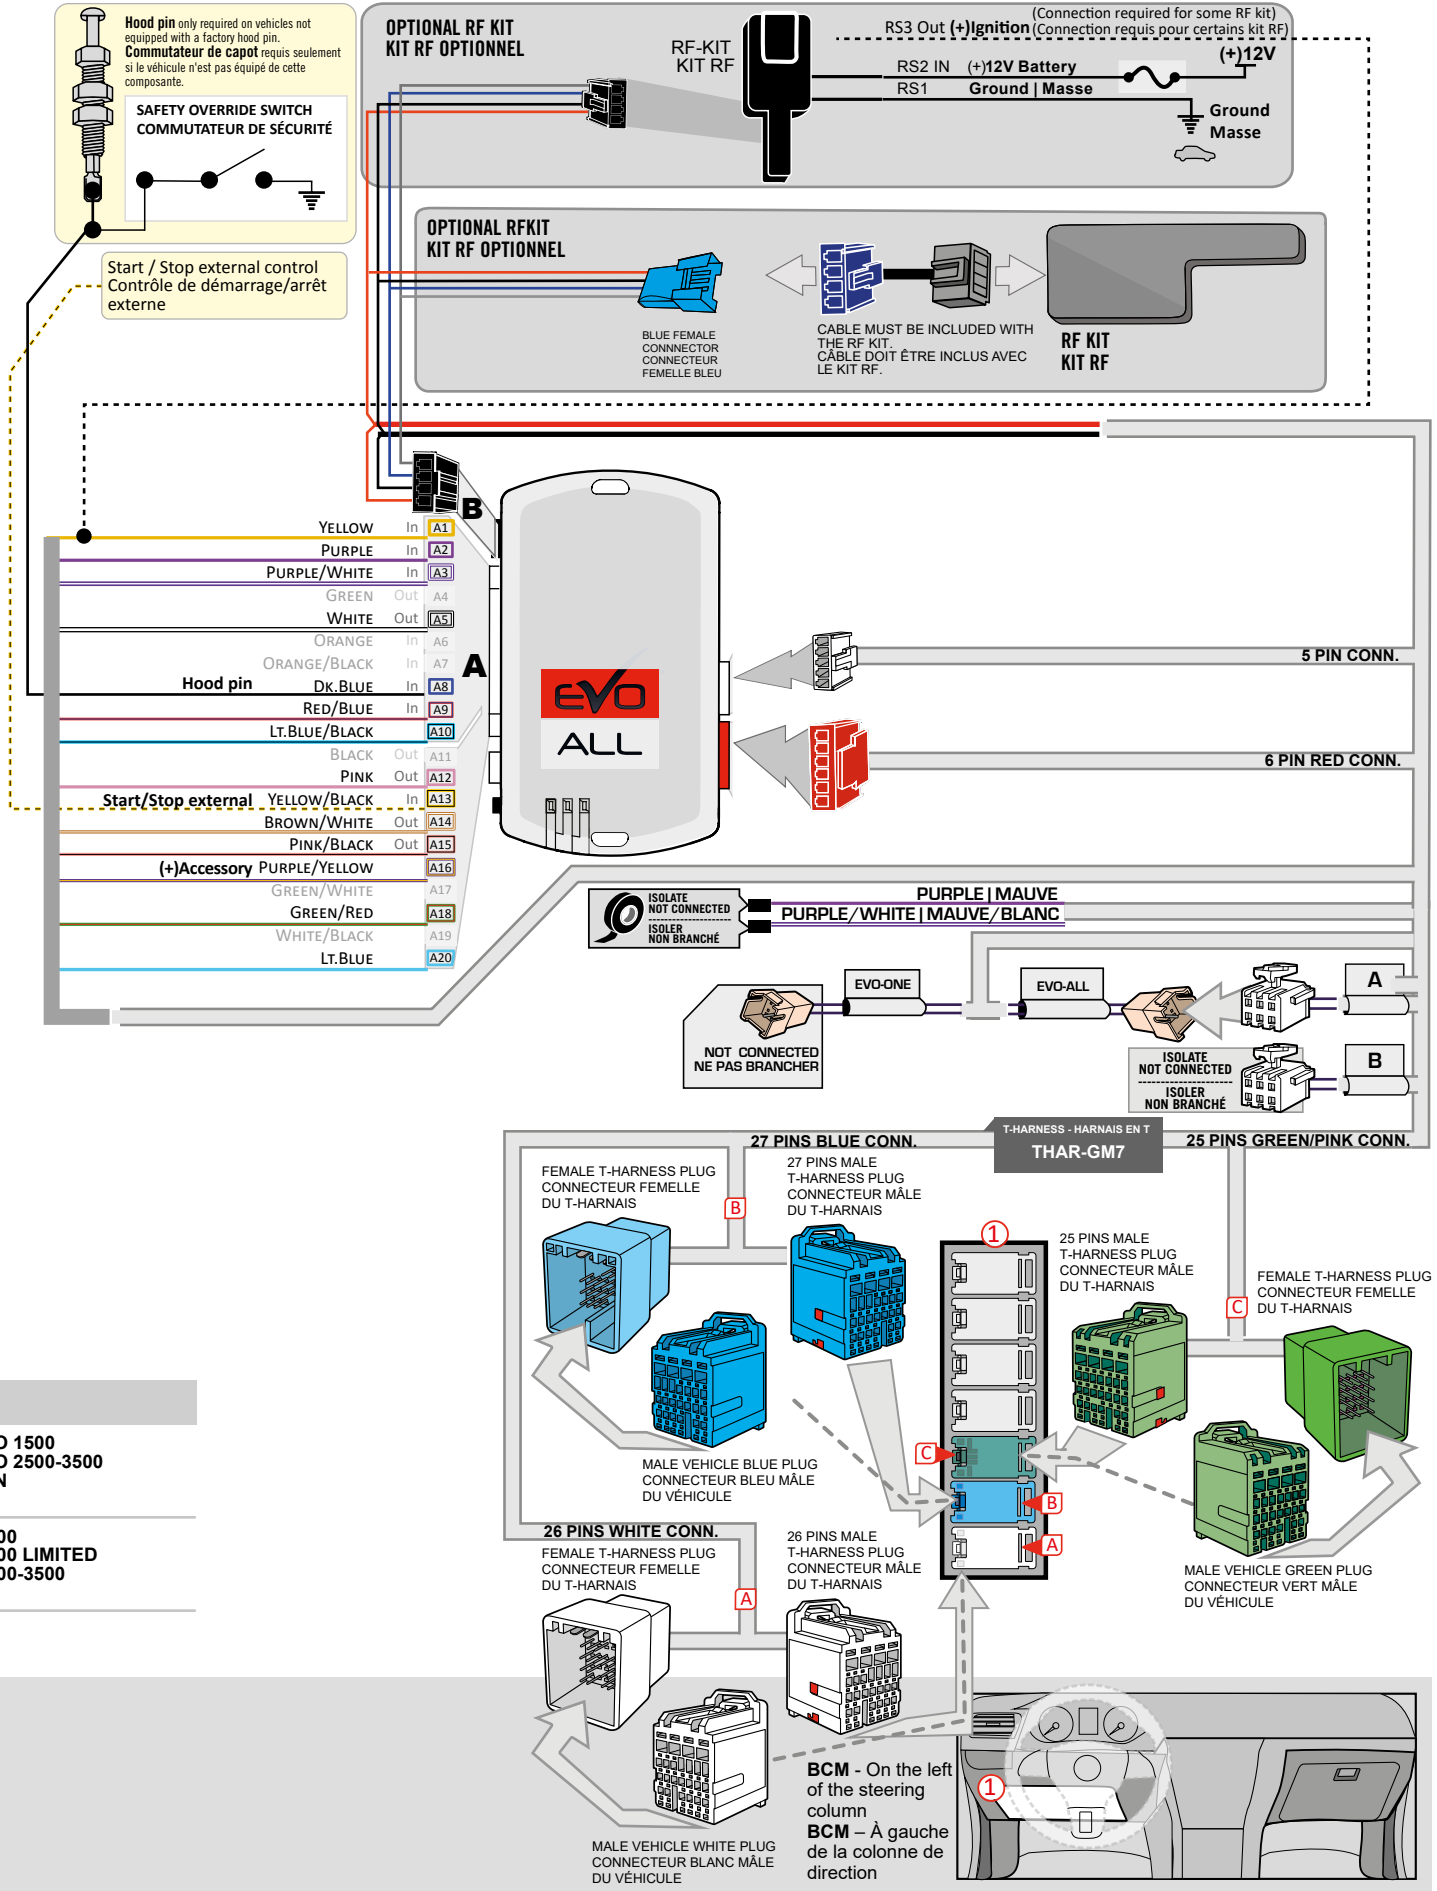 Hood pin only required on vehicles not
equipped with a factory hood pin.
Commutateur de capot requis seulement
si le véhicule n'est pas équipé de cette
composante.
SAFETY OVERRIDE SWITCH
COMMUTATEUR DE SÉCURITÉ
Start / Stop external control
Contrôle de démarrage/arrêt
externe
OPTIONAL RF KIT
KIT RF OPTIONNEL
RF-KIT
KIT RF
(Connection required for some RF kit)
RS3 Out (+)Ignition (Connection requis pour certains kit RF)
(+)12V
RS2 IN (+)12V Battery
RS1 Ground | Masse
Ground
Masse
OPTIONAL RFKIT
KIT RF OPTIONNEL
BLUE FEMALE
CONNNECTOR
CONNECTEUR
FEMELLE BLEU
CABLE MUST BE INCLUDED WITH
THE RF KIT.
CÂBLE DOIT ÊTRE INCLUS AVEC
LE KIT RF.
RF KIT
KIT RF
B
YELLOW In A1
PURPLE In A2
PURPLE/WHITE In A3
GREEN Out A4
WHITE Out A5
ORANGE In A6
ORANGE/BLACK In A7
Hood pin DK.BLUE In A8
RED/BLUE In A9
LT.BLUE/BLACK A10
BLACK Out A11
PINK Out A12
Start/Stop external YELLOW/BLACK In A13
BROWN/WHITE Out A14
PINK/BLACK Out A15
(+)Accessory PURPLE/YELLOW A16
GREEN/WHITE A17
GREEN/RED A18
WHITE/BLACK A19
LT.BLUE A20
A
EVO
ALL
5 PIN CONN.
6 PIN RED CONN.
ISOLATE
NOT CONNECTED
ISOLER
NON BRANCHÉ
PURPLE | MAUVE
PURPLE/WHITE | MAUVE/BLANC
EVO-ONE
EVO-ALL
A
NOT CONNECTED
NE PAS BRANCHER
ISOLATE
NOT CONNECTED
ISOLER
NON BRANCHÉ
B
T-HARNESS - HARNAIS EN T
THAR-GM7
27 PINS BLUE CONN.
25 PINS GREEN/PINK CONN.
FEMALE T-HARNESS PLUG
CONNECTEUR FEMELLE
DU T-HARNAIS
B
27 PINS MALE
T-HARNESS PLUG
CONNECTEUR MÂLE
DU T-HARNAIS
1
25 PINS MALE
T-HARNESS PLUG
CONNECTEUR MÂLE
DU T-HARNAIS
C
FEMALE T-HARNESS PLUG
CONNECTEUR FEMELLE
DU T-HARNAIS
MALE VEHICLE BLUE PLUG
CONNECTEUR BLEU MÂLE
DU VÉHICULE
C
B
A
MALE VEHICLE GREEN PLUG
CONNECTEUR VERT MÂLE
DU VÉHICULE
D 1500
D 2500-3500
N
00
00 LIMITED
00-3500
26 PINS WHITE CONN.
FEMALE T-HARNESS PLUG
CONNECTEUR FEMELLE
DU T-HARNAIS
A
26 PINS MALE
T-HARNESS PLUG
CONNECTEUR MÂLE
DU T-HARNAIS
MALE VEHICLE WHITE PLUG
CONNECTEUR BLANC MÂLE
DU VÉHICULE
BCM - On the left
of the steering
column
BCM – À gauche
de la colonne de
direction
1